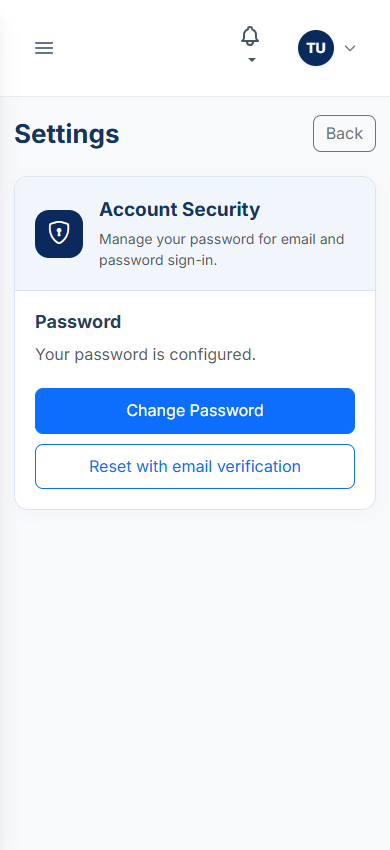 TU
Settings
Back
Account Security
Manage your password for email and
password sign-in.
Password
Your password is configured.
Change Password
Reset with email verification